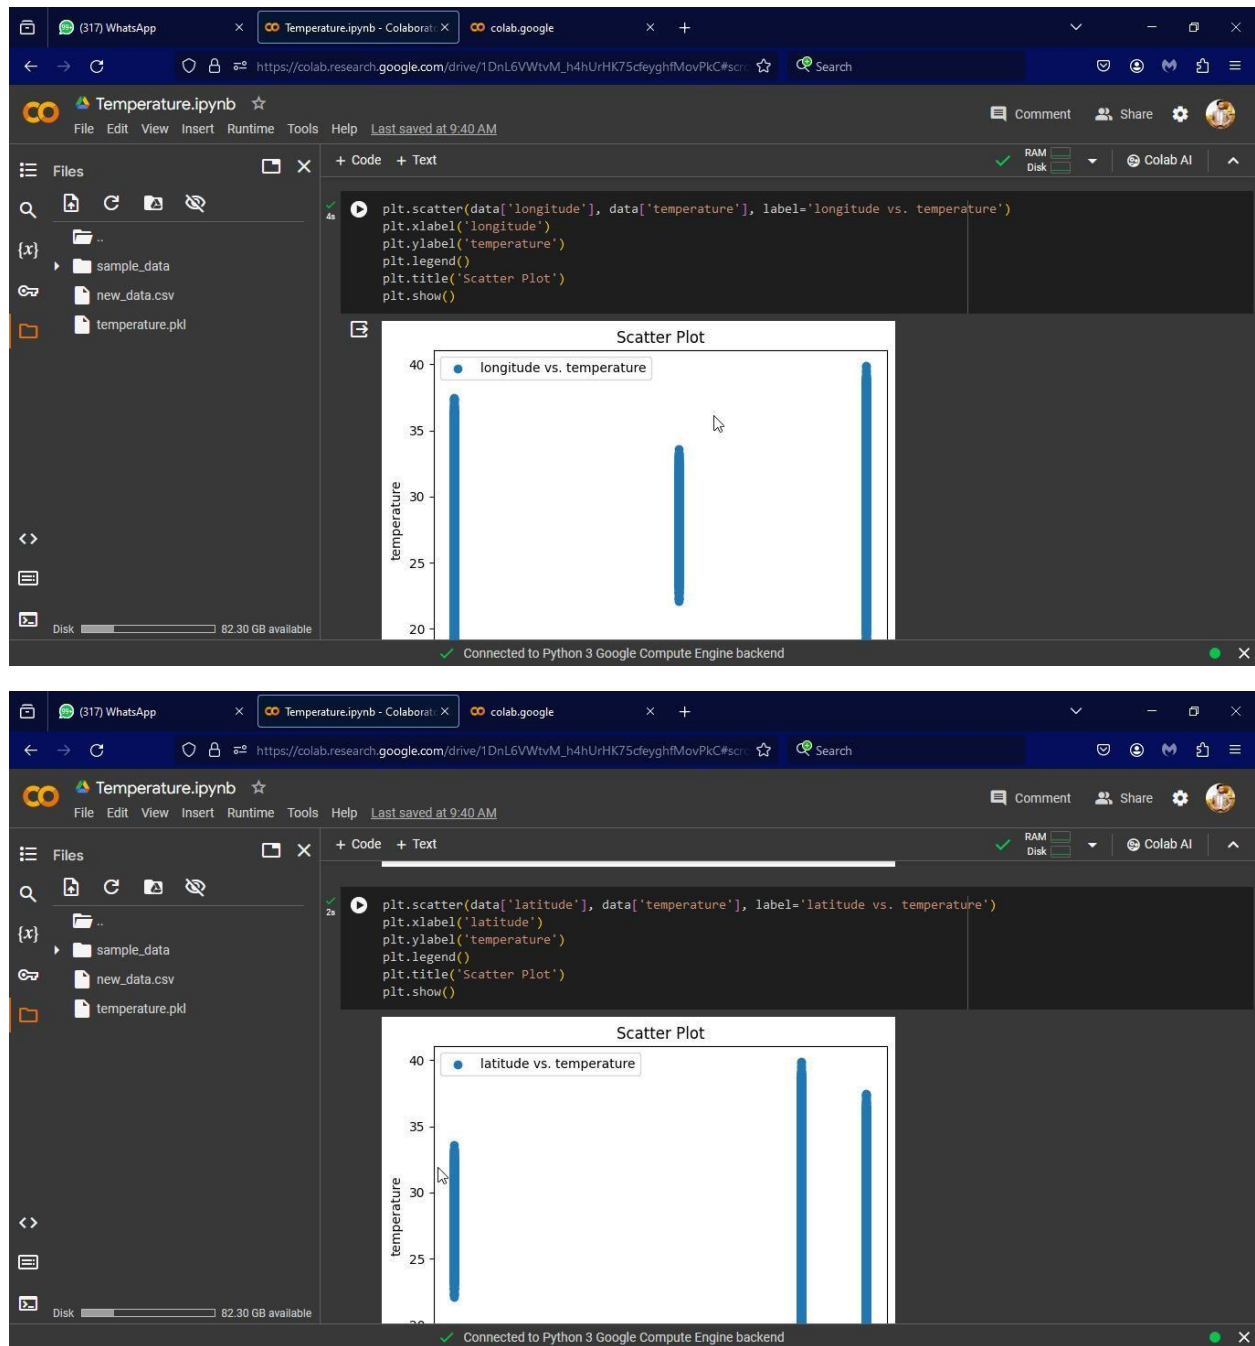 (317) WhatsApp
Temperature.ipynb - Colaborat
colab.google
https://colab.research.google.com/drive/1DnL6VWtvM_h4hUrHK75cfeyghfMovPkC#scro
Search
Temperature.ipynb
File Edit View Insert Runtime Tools Help Last saved at 9:40 AM
Comment
Share
Files
+ Code + Text
RAM
Disk
Colab AI
4s
plt.scatter(data['longitude'], data['temperature'], label='longitude vs. temperature')
plt.xlabel('longitude')
plt.ylabel('temperature')
plt.legend()
plt.title('Scatter Plot')
plt.show()
{x}
..
sample_data
new_data.csv
temperature.pkl
Scatter Plot
longitude vs. temperature
40
35
30
25
20
temperature
Disk
82.30 GB available
Connected to Python 3 Google Compute Engine backend
(317) WhatsApp
Temperature.ipynb - Colaborat
colab.google
https://colab.research.google.com/drive/1DnL6VWtvM_h4hUrHK75cfeyghfMovPkC#scro
Search
Temperature.ipynb
File Edit View Insert Runtime Tools Help Last saved at 9:40 AM
Comment
Share
Files
+ Code + Text
RAM
Disk
Colab AI
2s
plt.scatter(data['latitude'], data['temperature'], label='latitude vs. temperature')
plt.xlabel('latitude')
plt.ylabel('temperature')
plt.legend()
plt.title('Scatter Plot')
plt.show()
{x}
..
sample_data
new_data.csv
temperature.pkl
Scatter Plot
latitude vs. temperature
40
35
30
25
temperature
Disk
82.30 GB available
Connected to Python 3 Google Compute Engine backend